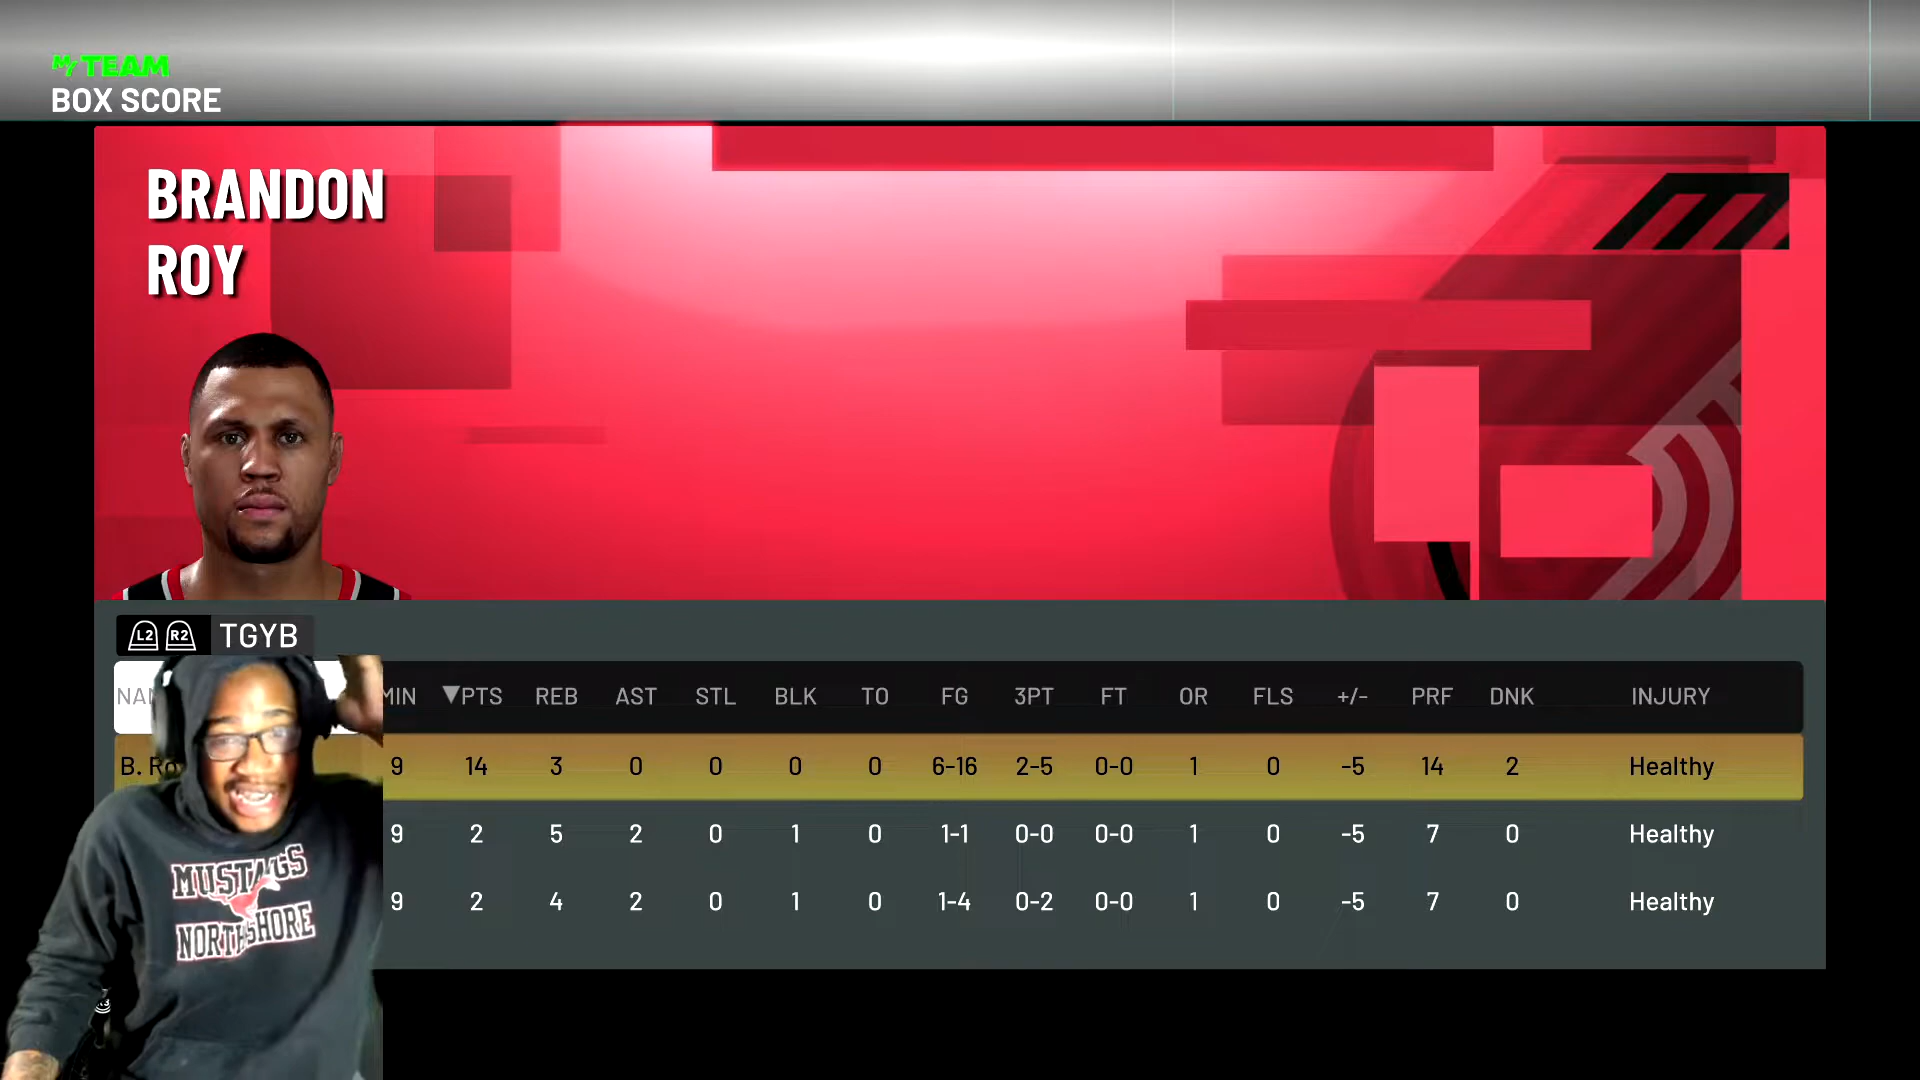 MyTEAM
BOX SCORE
BRANDON
ROY
L2 R2 TGYB
MIN ▼PTS REB AST STL BLK TO FG 3PT FT OR FLS +/- PRF DNK INJURY
B. 9 14 3 0 0 0 0 6-16 2-5 0-0 1 0 -5 14 2 Healthy
9 2 5 2 0 1 0 1-1 0-0 0-0 1 0 -5 7 0 Healthy
9 2 4 2 0 1 0 1-4 0-2 0-0 1 0 -5 7 0 Healthy
MUSTANGS
NORTHSHORE